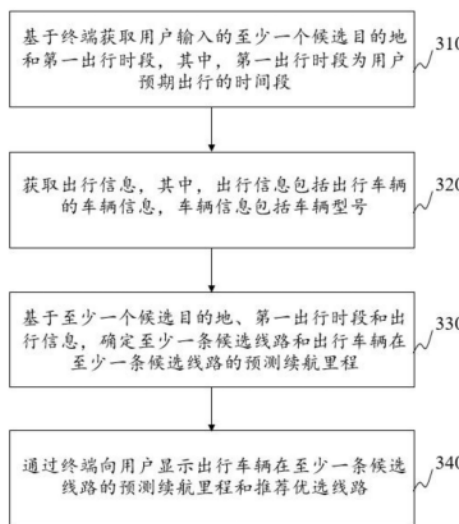 基于终端获取用户输入的至少一个候选目的地
和第一出行时段，其中，第一出行时段为用户
预期出行的时间段
310
获取出行信息，其中，出行信息包括出行车辆
的车辆信息，车辆信息包括车辆型号
320
基于至少一个候选目的地、第一出行时段和出
行信息，确定至少一条候选线路和出行车辆在
至少一条候选线路的预测续航里程
330
通过终端向用户显示出行车辆在至少一条候选
线路的预测续航里程和推荐优选线路
340